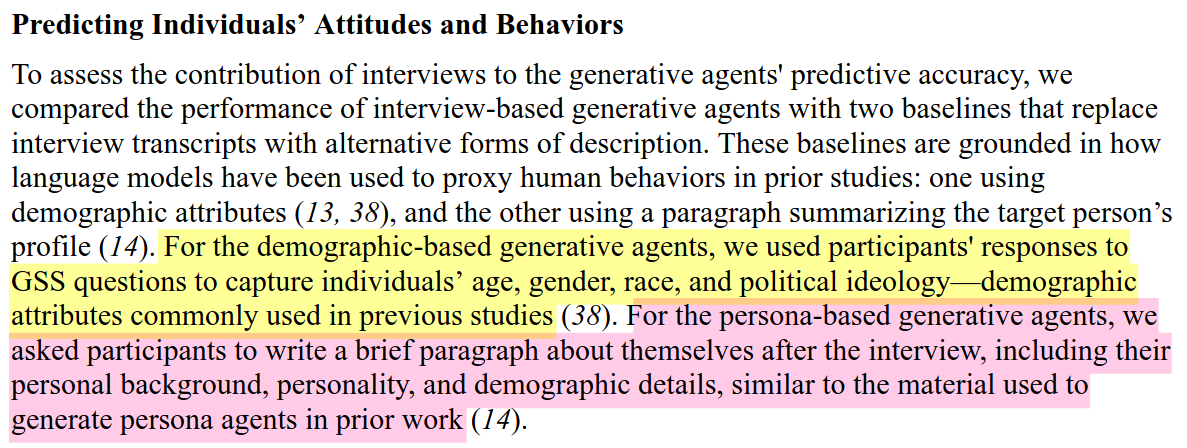 Predicting Individuals’ Attitudes and Behaviors
To assess the contribution of interviews to the generative agents' predictive accuracy, we
compared the performance of interview-based generative agents with two baselines that replace
interview transcripts with alternative forms of description. These baselines are grounded in how
language models have been used to proxy human behaviors in prior studies: one using
demographic attributes (13, 38), and the other using a paragraph summarizing the target person’s
profile (14). For the demographic-based generative agents, we used participants' responses to
GSS questions to capture individuals’ age, gender, race, and political ideology—demographic
attributes commonly used in previous studies (38). For the persona-based generative agents, we
asked participants to write a brief paragraph about themselves after the interview, including their
personal background, personality, and demographic details, similar to the material used to
generate persona agents in prior work (14).